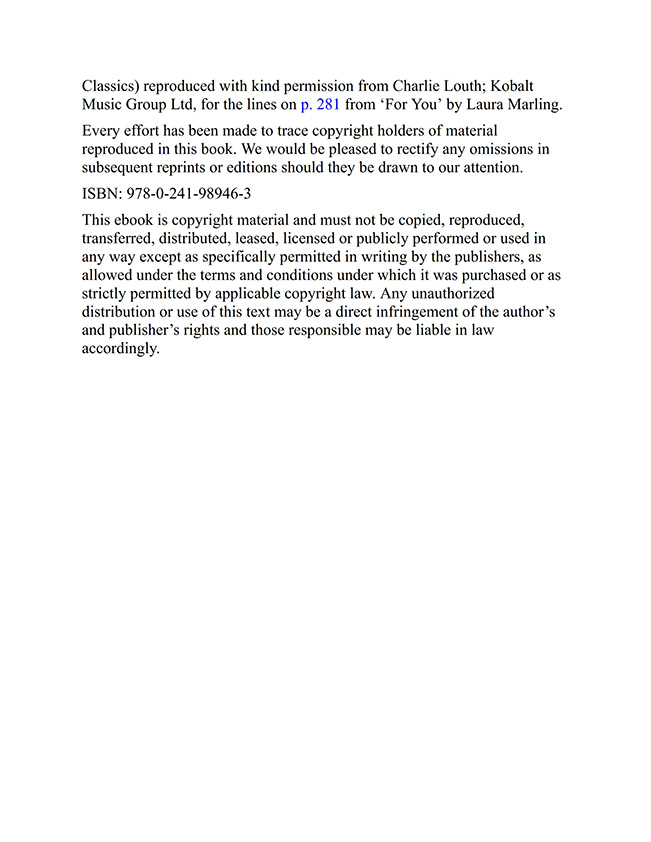 Classics) reproduced with kind permission from Charlie Louth; Kobalt
Music Group Ltd, for the lines on p. 281 from ‘For You’ by Laura Marling.
Every effort has been made to trace copyright holders of material
reproduced in this book. We would be pleased to rectify any omissions in
subsequent reprints or editions should they be drawn to our attention.
ISBN: 978-0-241-98946-3
This ebook is copyright material and must not be copied, reproduced,
transferred, distributed, leased, licensed or publicly performed or used in
any way except as specifically permitted in writing by the publishers, as
allowed under the terms and conditions under which it was purchased or as
strictly permitted by applicable copyright law. Any unauthorized
distribution or use of this text may be a direct infringement of the author’s
and publisher’s rights and those responsible may be liable in law
accordingly.